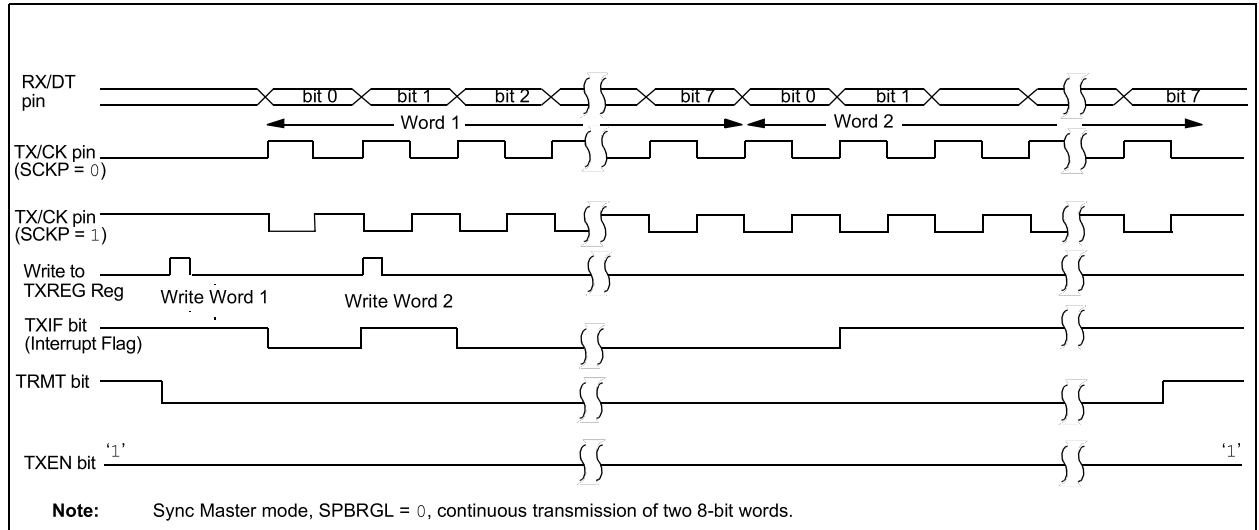 RX/DT
pin
bit 0
bit 1
bit 2
bit 7
bit 0
bit 1
bit 7
Word 1
Word 2
TX/CK pin
(SCKP = 0)
TX/CK pin
(SCKP = 1)
Write to
TXREG Reg
Write Word 1
Write Word 2
TXIF bit
(Interrupt Flag)
TRMT bit
TXEN bit
‘1’
‘1’
Note: Sync Master mode, SPBRGL = 0, continuous transmission of two 8-bit words.